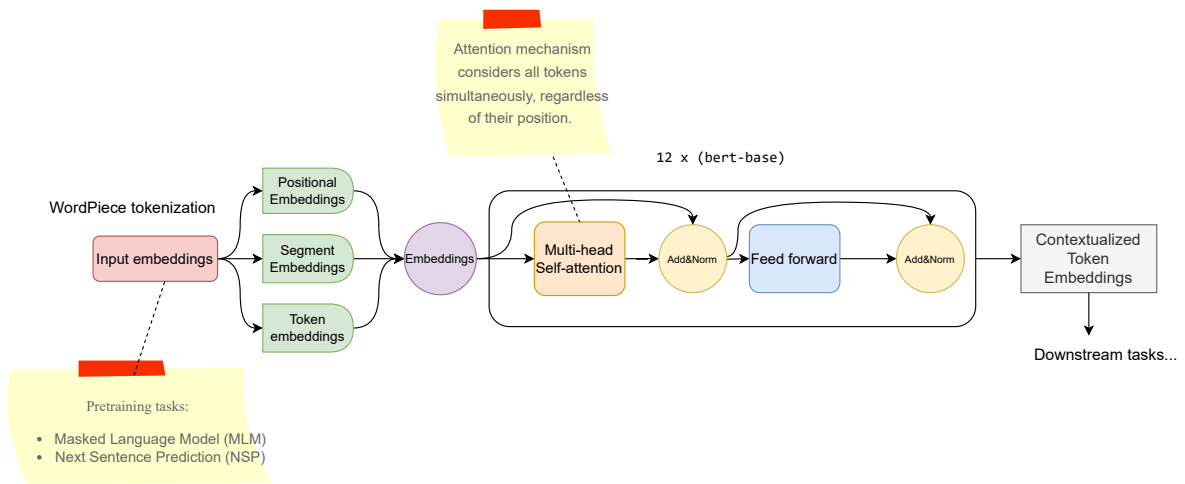 Attention mechanism
considers all tokens
simultaneously, regardless
of their position.
12 x (bert-base)
WordPiece tokenization
Input embeddings
Positional
Embeddings
Segment
Embeddings
Token
embeddings
Embeddings
Multi-head
Self-attention
Add&Norm
Feed forward
Add&Norm
Contextualized
Token
Embeddings
Downstream tasks...
Pretraining tasks:
• Masked Language Model (MLM)
• Next Sentence Prediction (NSP)